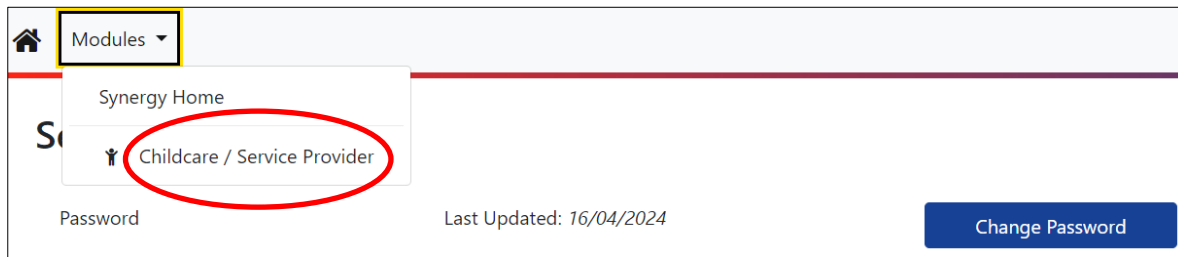 Modules
Synergy Home
Childcare / Service Provider
Password
Last Updated: 16/04/2024
Change Password